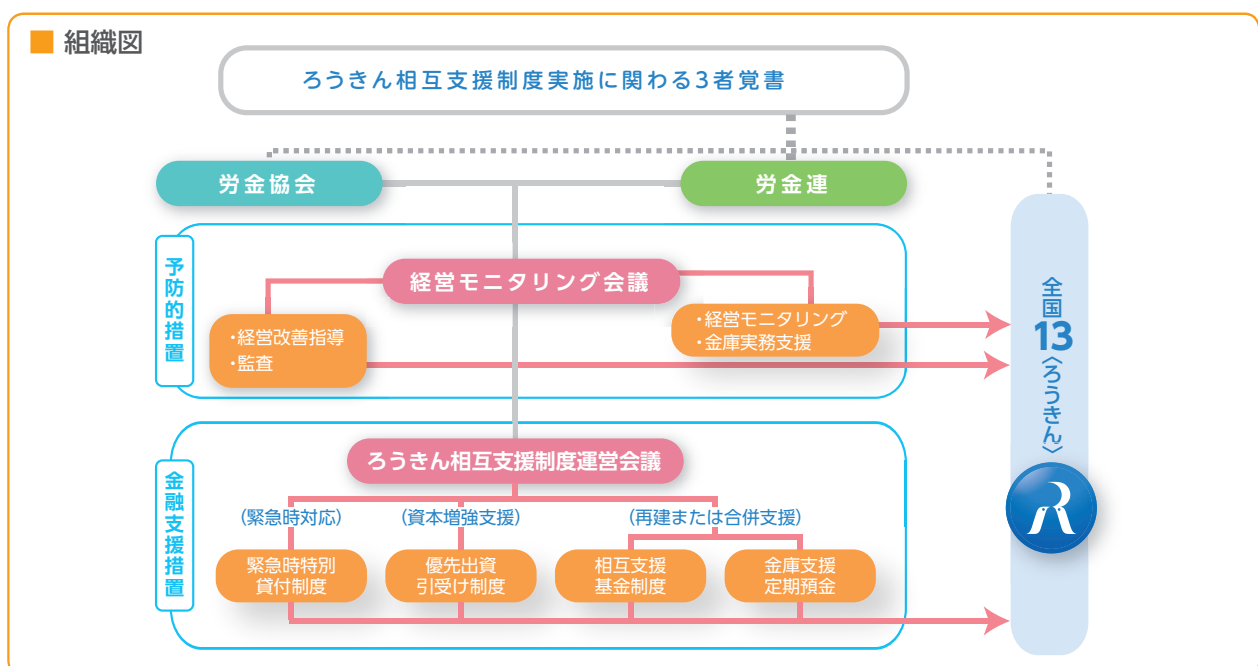 ■ 組織図
ろうきん相互支援制度実施に関わる3者覚書
労金協会
労金連
予防的措置
経営モニタリング会議
・経営改善指導
・監査
・経営モニタリング
・金庫実務支援
全国13〈ろうきん〉
金融支援措置
ろうきん相互支援制度運営会議
(緊急時対応)
(資本増強支援)
(再建または合併支援)
緊急時特別
貸付制度
優先出資
引受け制度
相互支援
基金制度
金庫支援
定期預金
R